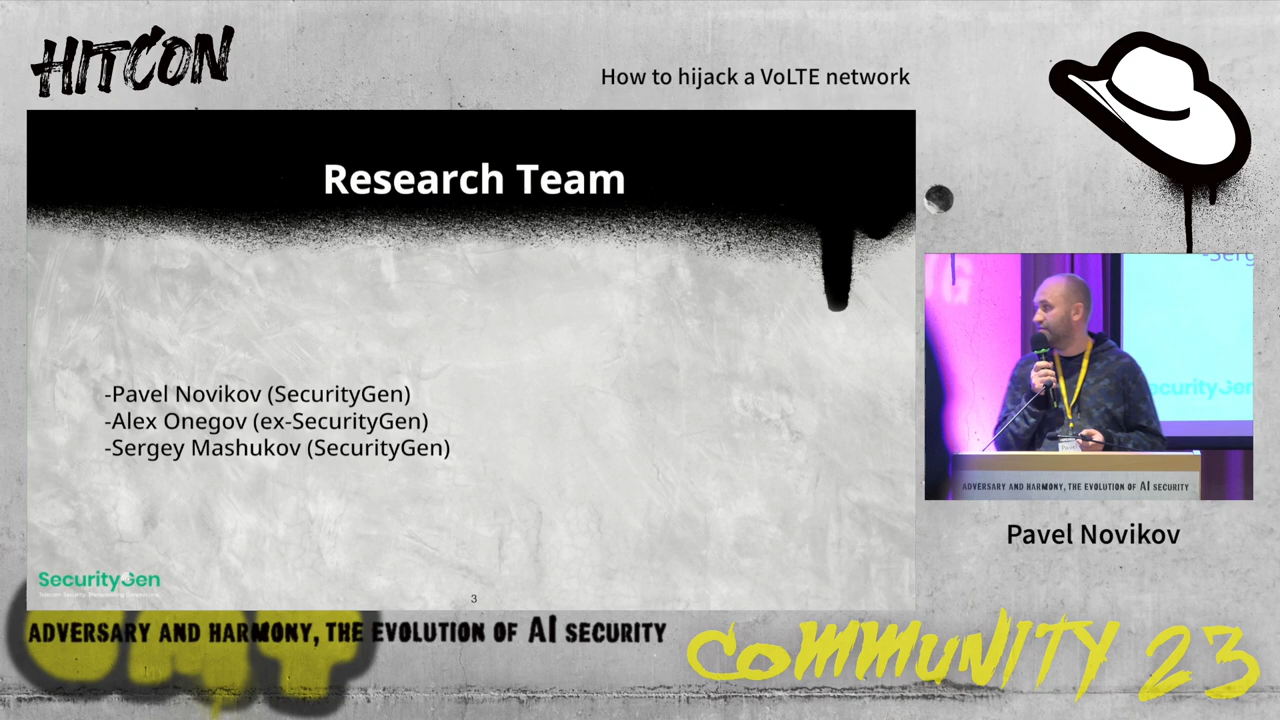 HITCON
How to hijack a VoLTE network
Research Team
-Pavel Novikov (SecurityGen)
-Alex Onegov (ex-SecurityGen)
-Sergey Mashukov (SecurityGen)
SecurityGen
3
-Serg
ecurityGen
ADVERSARY AND HARMONY, THE EVOLUTION OF AI SECURITY
Pavel Novikov
ADVERSARY AND HARMONY, THE EVOLUTION OF AI SECURITY
COMMUNITY 23